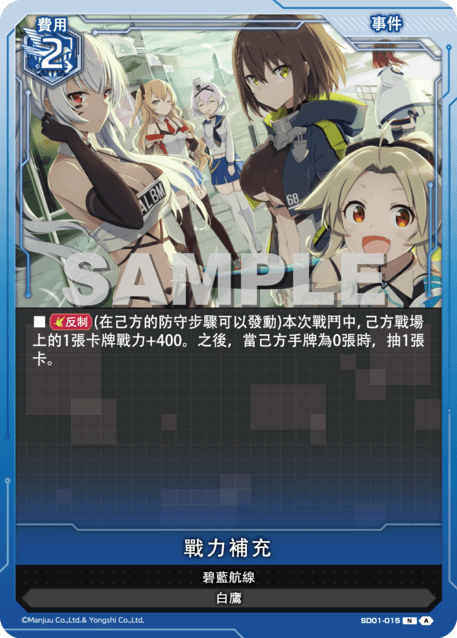 費用
事件
2
ALBM
68
SAMPLE
■ 反制 (在己方的防守步驟可以發動)本次戰鬥中,己方戰場
上的1張卡牌戰力+400。之後，當己方手牌為0張時，抽1張
卡。
戰力補充
碧藍航線
白鷹
©Manjuu Co.,Ltd.& Yongshi Co.,Ltd.
SD01-015 N A